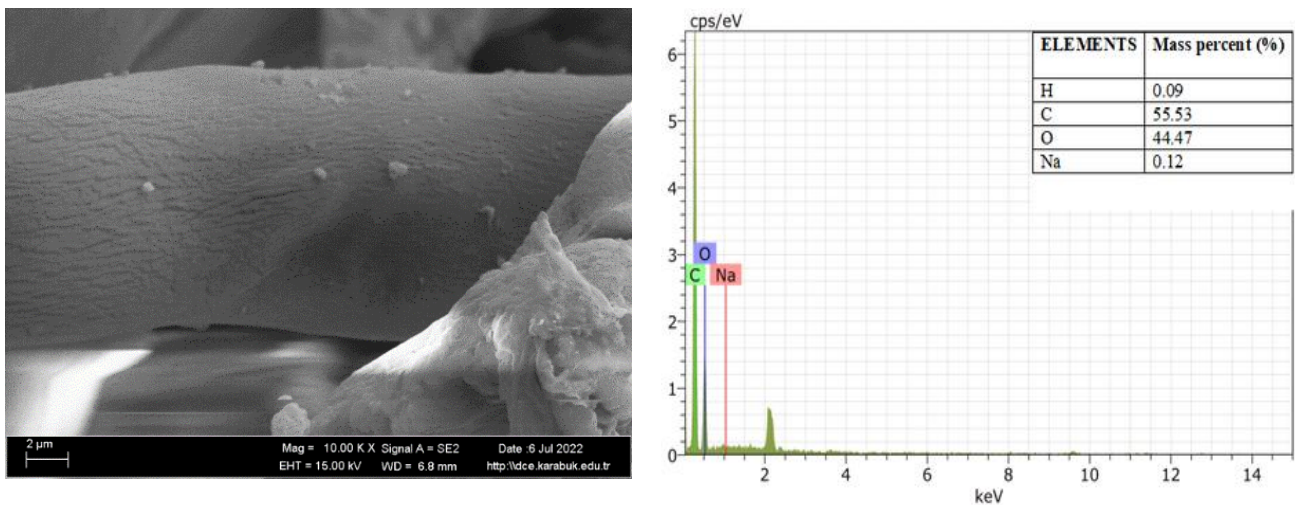 2 µm
Mag = 10.00 K X Signal A = SE2 Date :6 Jul 2022
EHT = 15.00 kV WD = 6.8 mm http:\\dce.karabuk.edu.tr
cps/eV
6
5
4
3
2
1
0
O
C Na
2 4 6 8 10 12 14
keV
ELEMENTS Mass percent (%)
H 0.09
C 55.53
O 44.47
Na 0.12